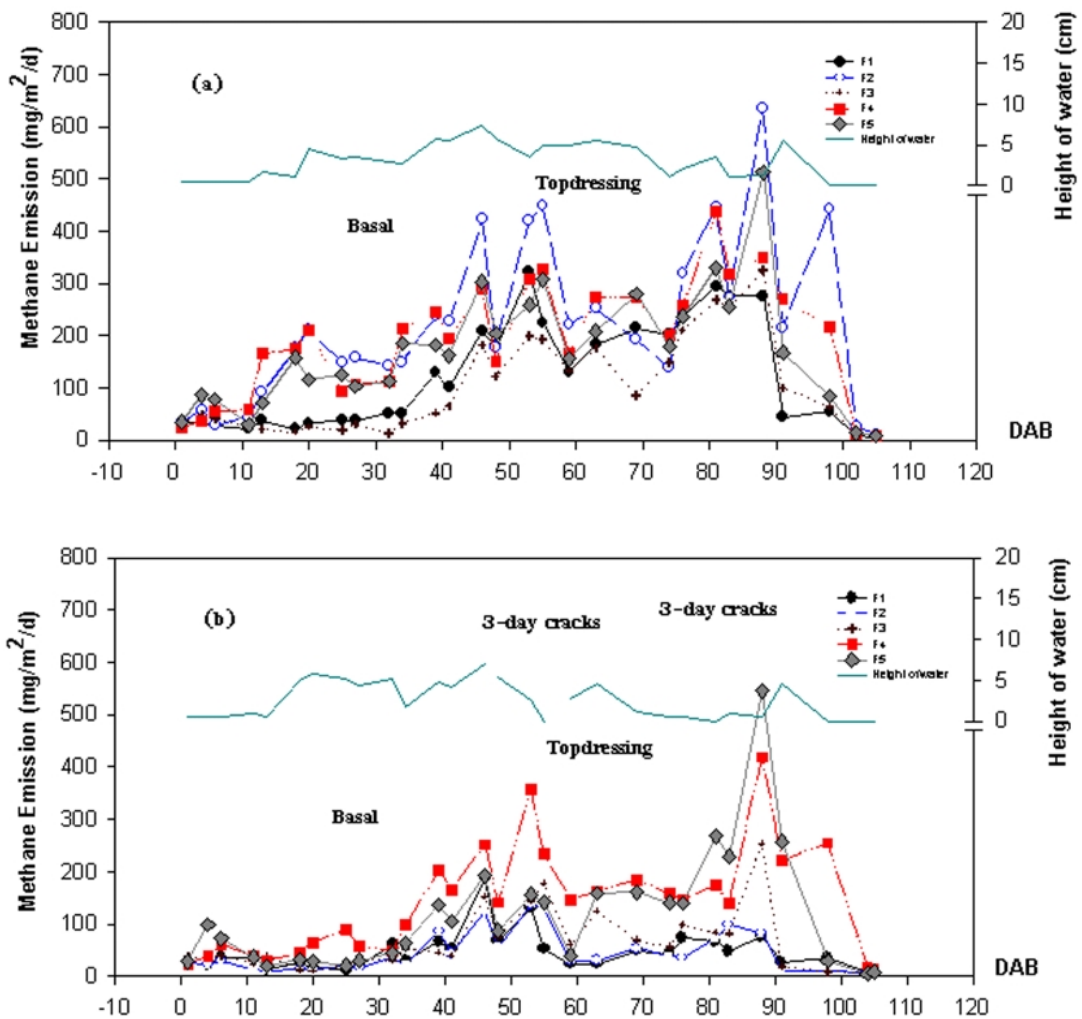 800
700
600
500
400
300
200
100
0
Methane Emission (mg/m²/d)
20
15
10
5
0
Height of water (cm)
(a)
F1
F2
F3
F4
F5
Height of water
Topdressing
Basal
DAB
-10 0 10 20 30 40 50 60 70 80 90 100 110 120
800
700
600
500
400
300
200
100
0
Methane Emission (mg/m²/d)
20
15
10
5
0
Height of water (cm)
(b)
3-day cracks
3-day cracks
F1
F2
F3
F4
F5
Height of water
Topdressing
Basal
DAB
-10 0 10 20 30 40 50 60 70 80 90 100 110 120